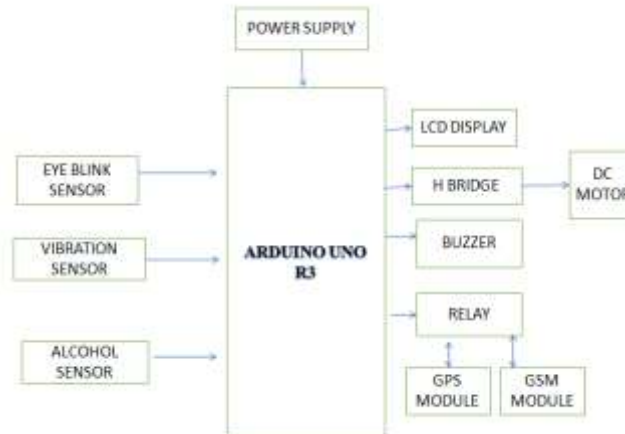 POWER SUPPLY
LCD DISPLAY
EYE BLINK
SENSOR
H BRIDGE
DC
MOTOR
VIBRATION
SENSOR
ARDUINO UNO
R3
BUZZER
RELAY
ALCOHOL
SENSOR
GPS
MODULE
GSM
MODULE